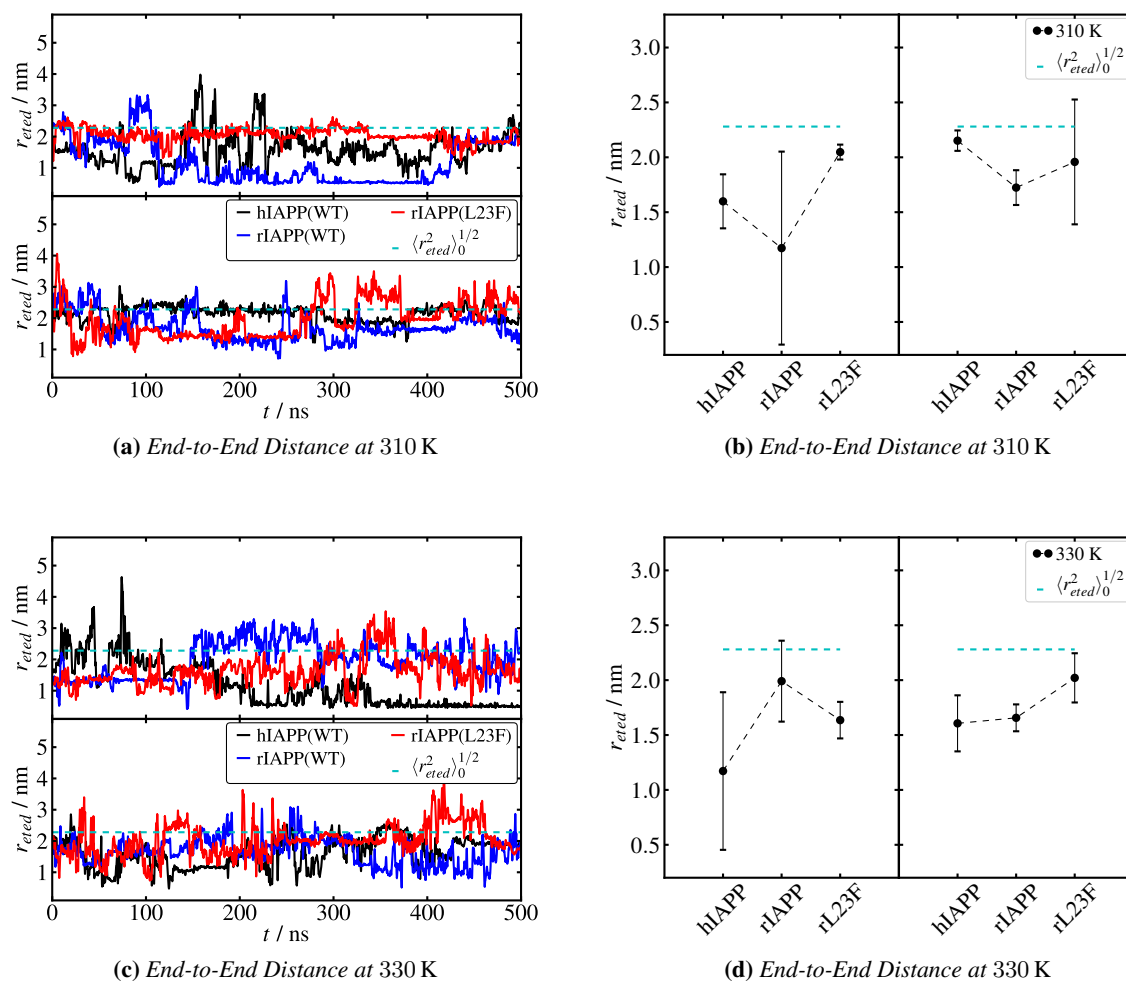 5
4
3
2
1
r_eted / nm
hIAPP(WT)
rIAPP(L23F)
rIAPP(WT)
⟨r²_eted⟩₀^1/2
5
4
3
2
1
r_eted / nm
0 100 200 300 400 500
t / ns
(a) End-to-End Distance at 310 K
310 K
⟨r²_eted⟩₀^1/2
3.0
2.5
2.0
1.5
1.0
0.5
r_eted / nm
hIAPP rIAPP rL23F hIAPP rIAPP rL23F
(b) End-to-End Distance at 310 K
5
4
3
2
1
r_eted / nm
hIAPP(WT)
rIAPP(L23F)
rIAPP(WT)
⟨r²_eted⟩₀^1/2
5
4
3
2
1
r_eted / nm
0 100 200 300 400 500
t / ns
(c) End-to-End Distance at 330 K
330 K
⟨r²_eted⟩₀^1/2
3.0
2.5
2.0
1.5
1.0
0.5
r_eted / nm
hIAPP rIAPP rL23F hIAPP rIAPP rL23F
(d) End-to-End Distance at 330 K